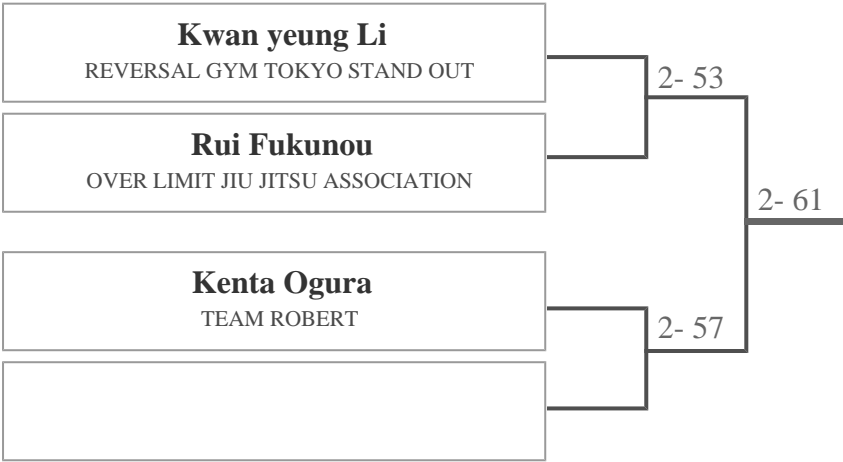 Kwan yeung Li
REVERSAL GYM TOKYO STAND OUT
2- 53
Rui Fukunou
OVER LIMIT JIU JITSU ASSOCIATION
2- 61
Kenta Ogura
TEAM ROBERT
2- 57